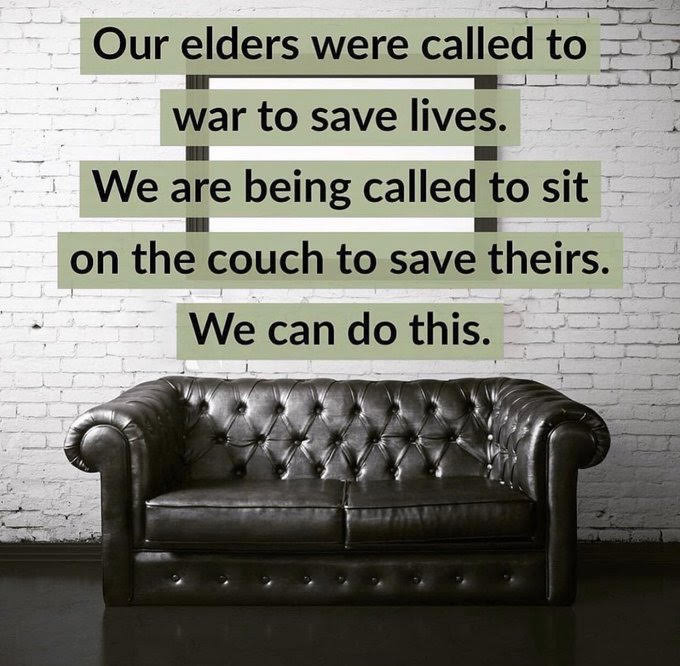 Our elders were called to
war to save lives.
We are being called to sit
on the couch to save theirs.
We can do this.